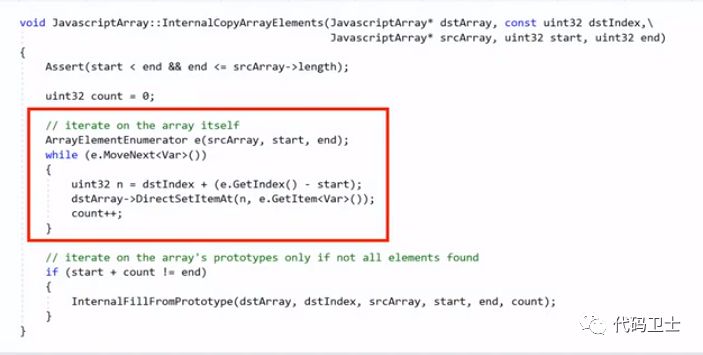 void JavascriptArray::InternalCopyArrayElements(JavascriptArray* dstArray, const uint32 dstIndex,\
JavascriptArray* srcArray, uint32 start, uint32 end)
{
Assert(start < end && end <= srcArray->length);
uint32 count = 0;
// iterate on the array itself
ArrayElementEnumerator e(srcArray, start, end);
while (e.MoveNext<Var>())
{
uint32 n = dstIndex + (e.GetIndex() - start);
dstArray->DirectSetItemAt(n, e.GetItem<Var>());
count++;
}
// iterate on the array's prototypes only if not all elements found
if (start + count != end)
{
InternalFillFromPrototype(dstArray, dstIndex, srcArray, start, end, count);
}
}
代码卫士